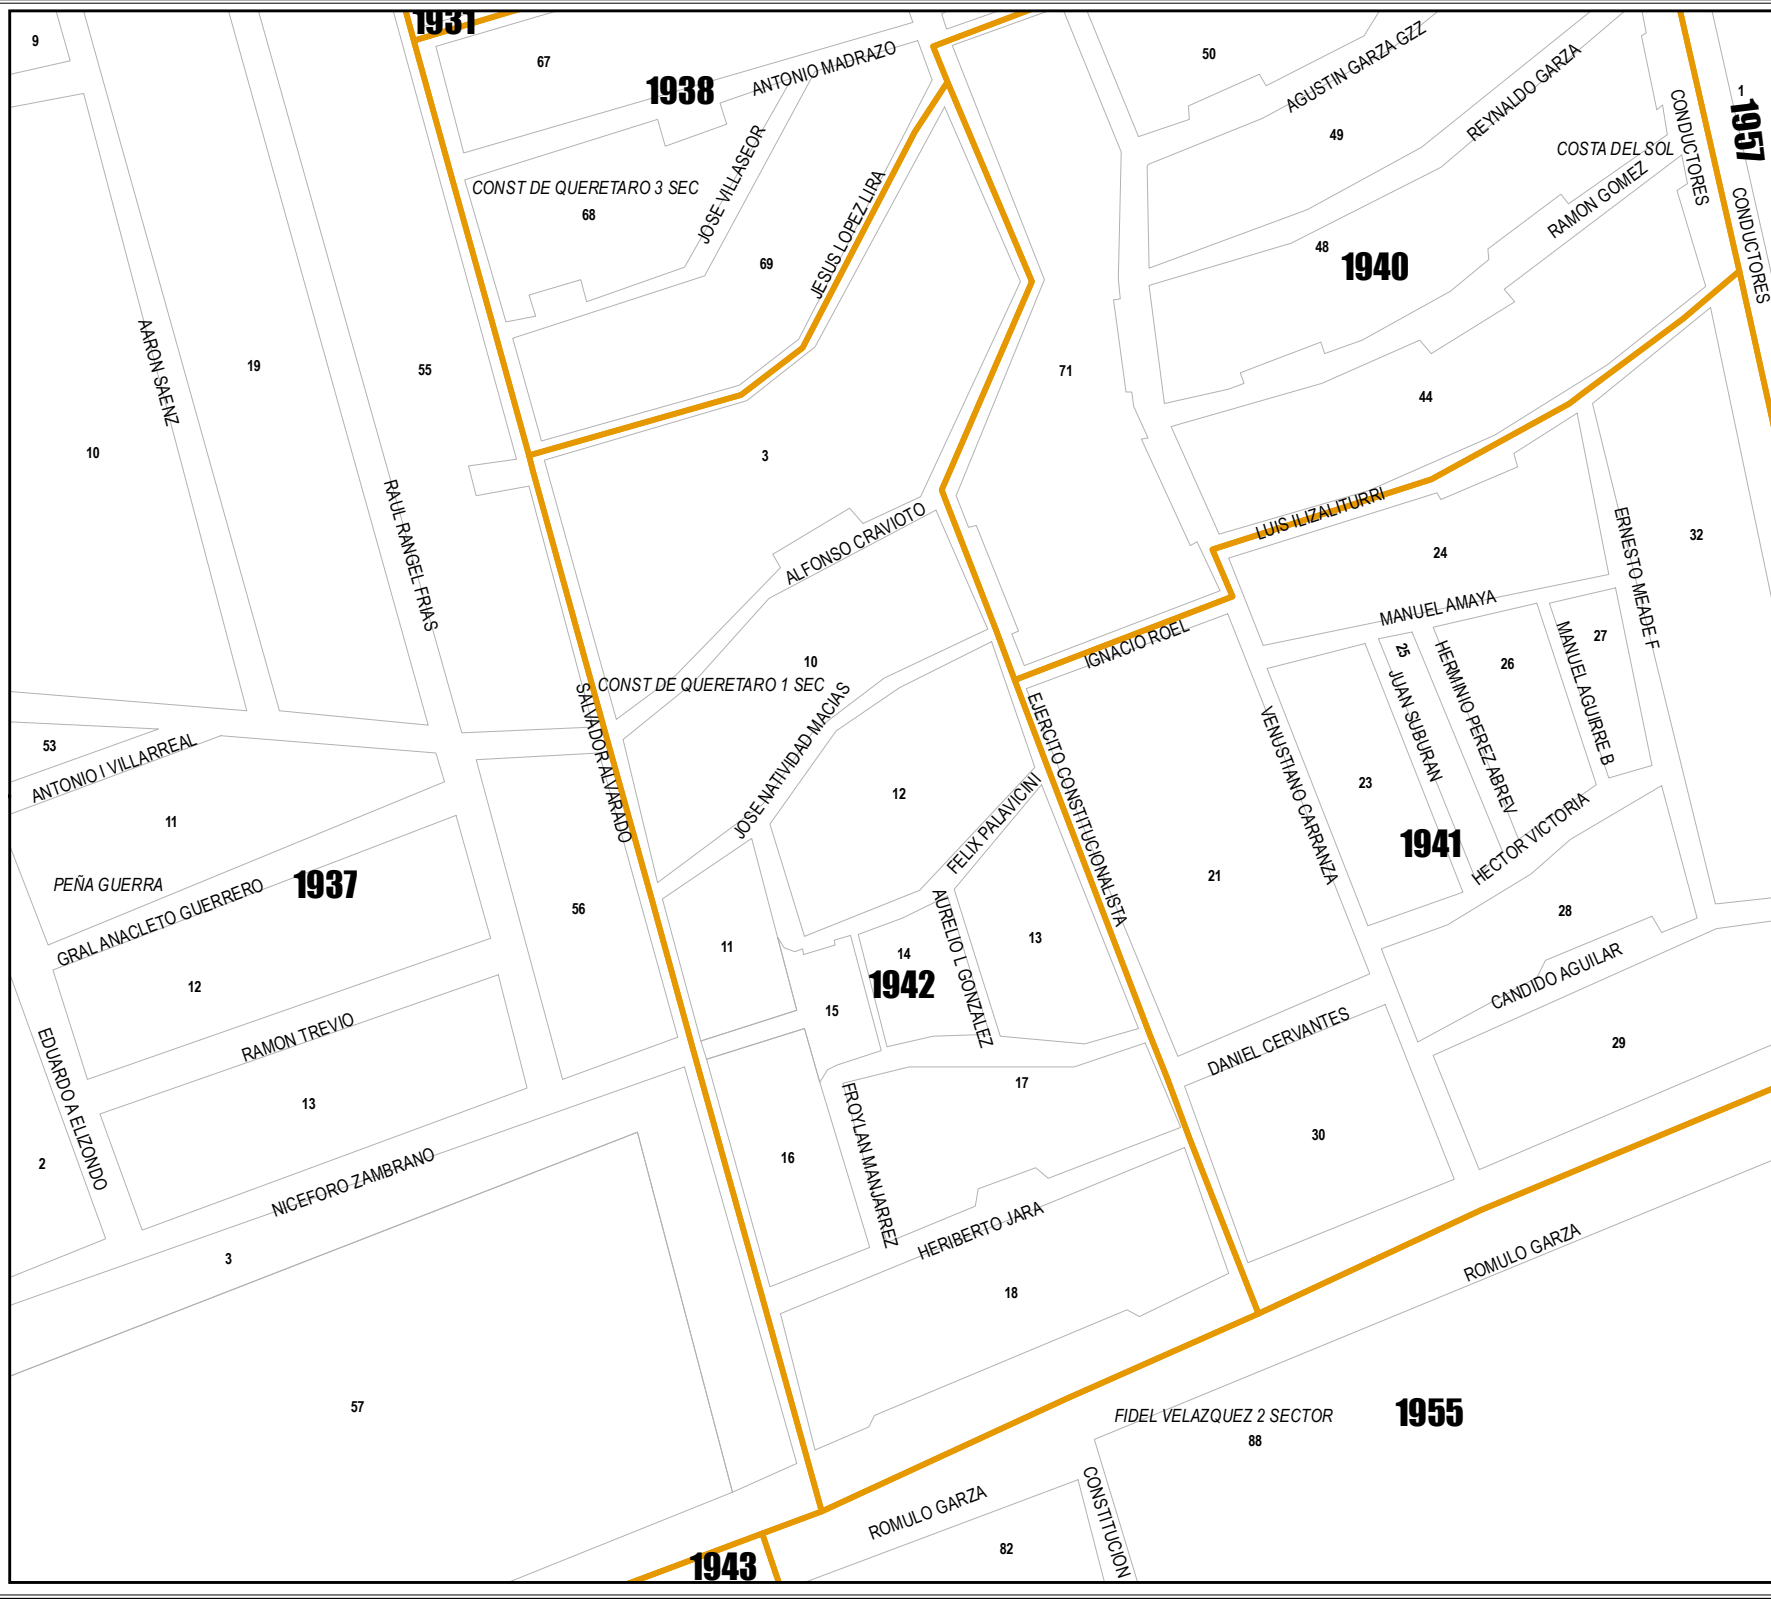 1931
9
67
1938
ANTONIO MADRAZO
50
AGUSTIN GARZA GZZ
REYNALDO GARZA
1
1957
CONDUCTORES
CONDUCTORES
49
COSTA DEL SOL
RAMON GOMEZ
CONST DE QUERETARO 3 SEC
68
JOSE VILLASEOR
69
JESUS LOPEZ LIRA
48
1940
AARON SAENZ
19
55
71
44
10
3
RAUL RANGEL FRIAS
ALFONSO CRAVIOTO
LUIS ILIZALITURRI
24
ERNESTO MEADE F
32
MANUEL AMAYA
IGNACIO ROEL
25
JUAN SUBURAN
HERMINIO PEREZ ABREV
26
MANUEL AGUIRRE B
27
10
CONST DE QUERETARO 1 SEC
SALVADOR ALVARADO
JOSE NATIVIDAD MACIAS
EJERCITO CONSTITUCIONALISTA
VENUSTIANO CARRANZA
53
ANTONIO I VILLARREAL
12
FELIX PALAVICINI
23
11
1941
HECTOR VICTORIA
PEÑA GUERRA
1937
GRAL ANACLETO GUERRERO
21
56
11
AURELIO L GONZALEZ
13
28
14
1942
12
15
CANDIDO AGUILAR
RAMON TREVIO
EDUARDO A ELIZONDO
DANIEL CERVANTES
29
13
17
FROYLAN MANJARREZ
30
2
16
NICEFORO ZAMBRANO
HERIBERTO JARA
3
ROMULO GARZA
18
57
FIDEL VELAZQUEZ 2 SECTOR
1955
88
CONSTITUCION
ROMULO GARZA
82
1943